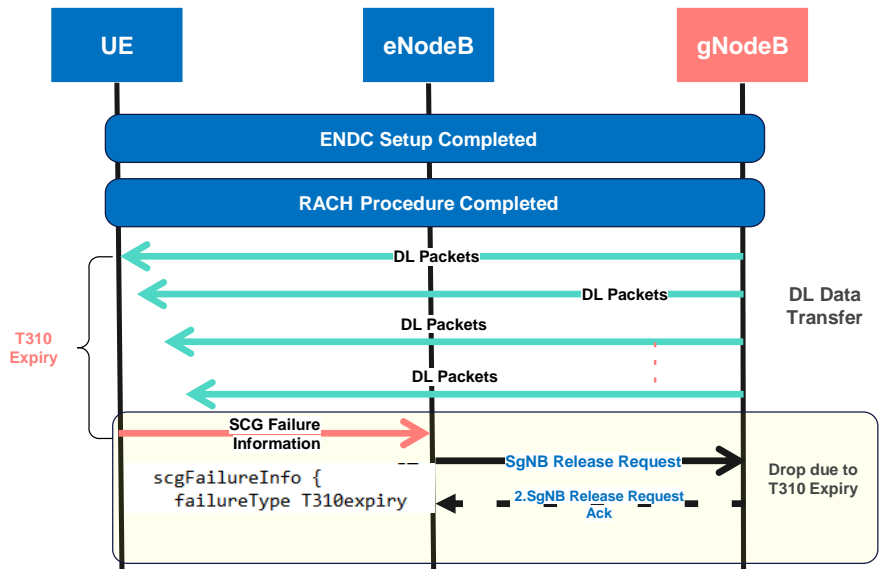 UE
eNodeB
gNodeB
ENDC Setup Completed
RACH Procedure Completed
DL Packets
DL Packets
DL Packets
DL Packets
DL Data
Transfer
T310
Expiry
SCG Failure
Information
scgFailureInfo {
failureType T310expiry
SgNB Release Request
2.SgNB Release Request
Ack
Drop due to
T310 Expiry